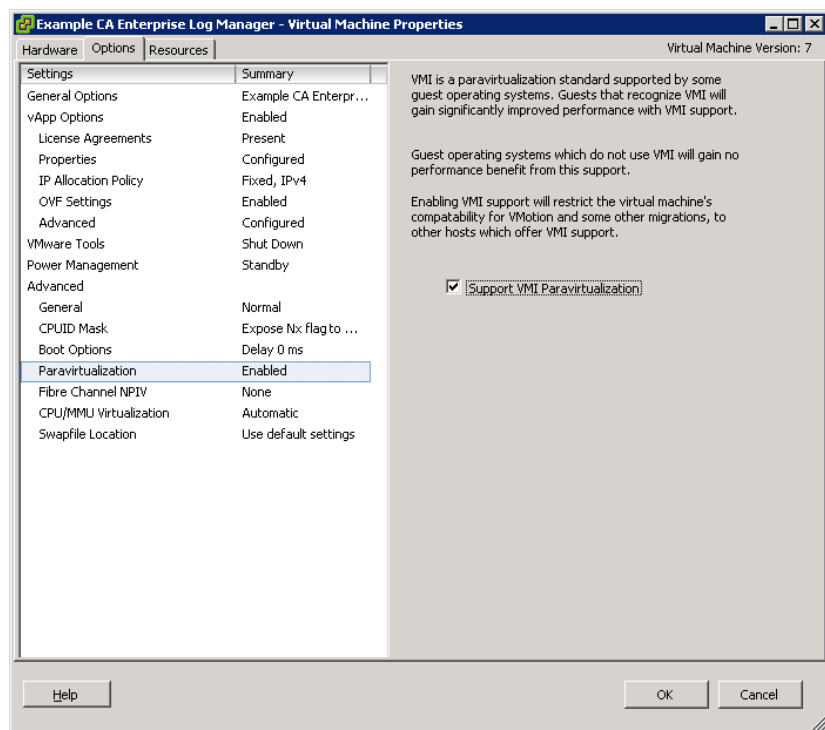 Example CA Enterprise Log Manager - Virtual Machine Properties
Hardware Options Resources Virtual Machine Version: 7
Settings Summary
General Options Example CA Enterpr...
vApp Options Enabled
License Agreements Present
Properties Configured
IP Allocation Policy Fixed, IPv4
OVF Settings Enabled
Advanced Configured
VMware Tools Shut Down
Power Management Standby
Advanced
General Normal
CPUID Mask Expose Nx flag to ...
Boot Options Delay 0 ms
Paravirtualization Enabled
Fibre Channel NPIV None
CPU/MMU Virtualization Automatic
Swapfile Location Use default settings
VMI is a paravirtualization standard supported by some
guest operating systems. Guests that recognize VMI will
gain significantly improved performance with VMI support.
Guest operating systems which do not use VMI will gain no
performance benefit from this support.
Enabling VMI support will restrict the virtual machine's
compatability for VMotion and some other migrations, to
other hosts which offer VMI support.
Support VMI Paravirtualization
Help OK Cancel